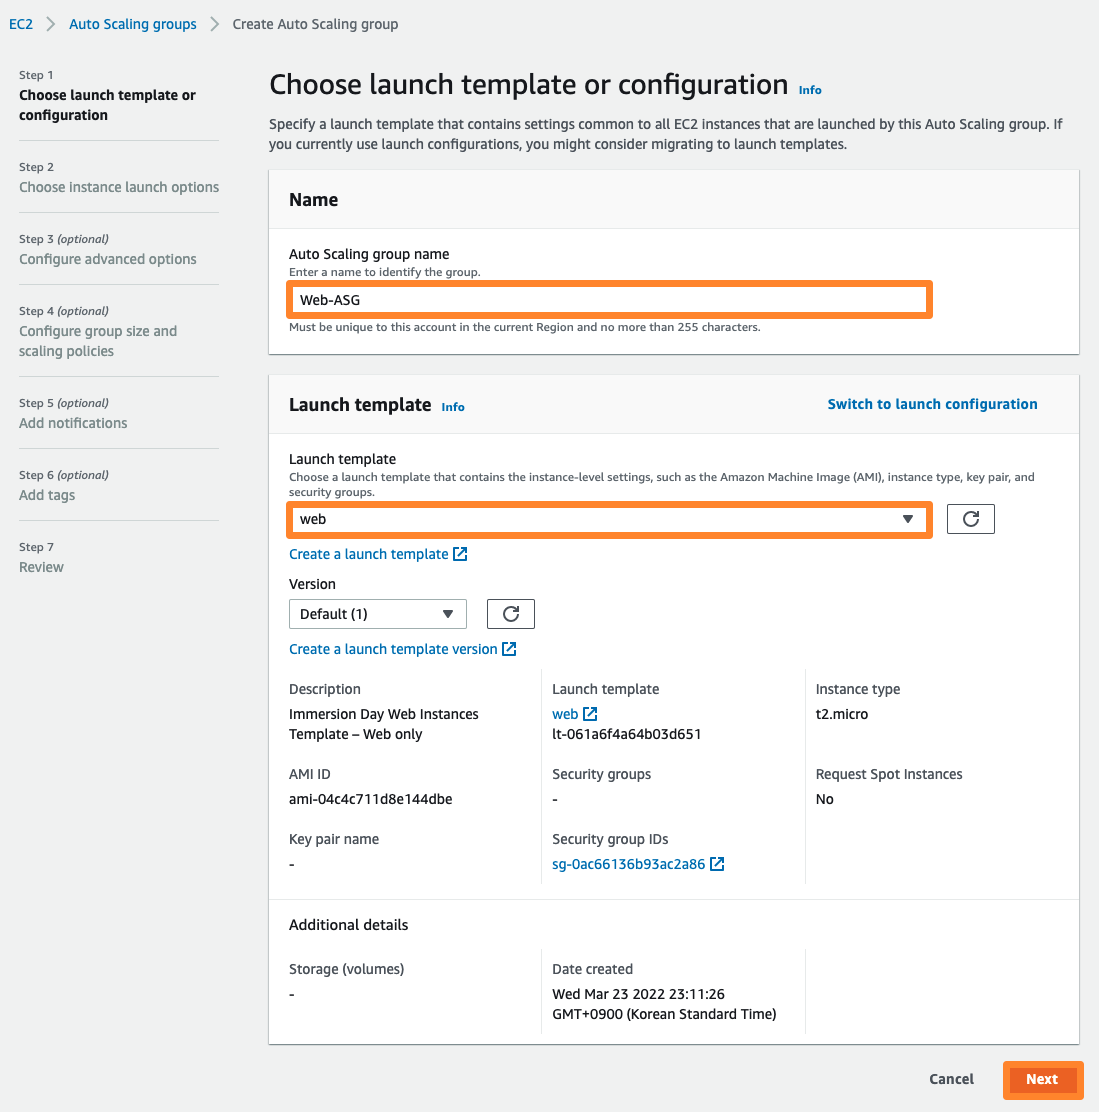 EC2 > Auto Scaling groups > Create Auto Scaling group
Step 1
Choose launch template or
configuration
Step 2
Choose instance launch options
Step 3 (optional)
Configure advanced options
Step 4 (optional)
Configure group size and
scaling policies
Step 5 (optional)
Add notifications
Step 6 (optional)
Add tags
Step 7
Review
Choose launch template or configuration Info
Specify a launch template that contains settings common to all EC2 instances that are launched by this Auto Scaling group. If
you currently use launch configurations, you might consider migrating to launch templates.
Name
Auto Scaling group name
Enter a name to identify the group.
Web-ASG
Must be unique to this account in the current Region and no more than 255 characters.
Launch template Info
Switch to launch configuration
Launch template
Choose a launch template that contains the instance-level settings, such as the Amazon Machine Image (AMI), instance type, key pair, and
security groups.
web
Create a launch template
Version
Default (1)
Create a launch template version
Description
Immersion Day Web Instances
Template – Web only
Launch template
web
lt-061a6f4a64b03d651
Instance type
t2.micro
AMI ID
ami-04c4c711d8e144dbe
Security groups
-
Request Spot Instances
No
Key pair name
-
Security group IDs
sg-0ac66136b93ac2a86
Additional details
Storage (volumes)
-
Date created
Wed Mar 23 2022 23:11:26
GMT+0900 (Korean Standard Time)
Cancel
Next